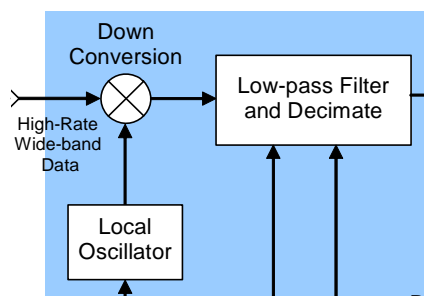 Down
Conversion
High-Rate
Wide-band
Data
Low-pass Filter
and Decimate
Local
Oscillator